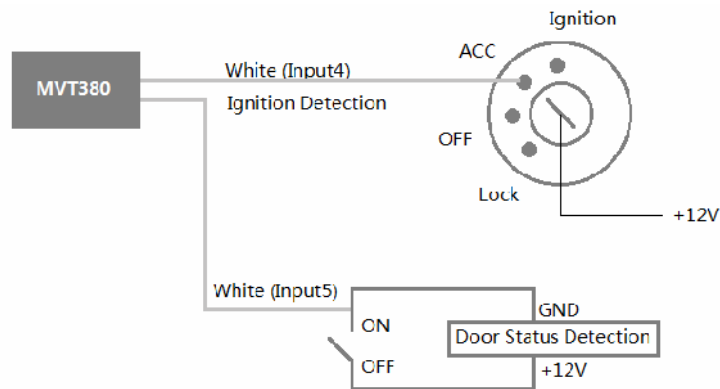 Ignition
ACC
White (Input4)
MVT380
Ignition Detection
OFF
Lock
+12V
White (Input5)
GND
ON
Door Status Detection
OFF
+12V